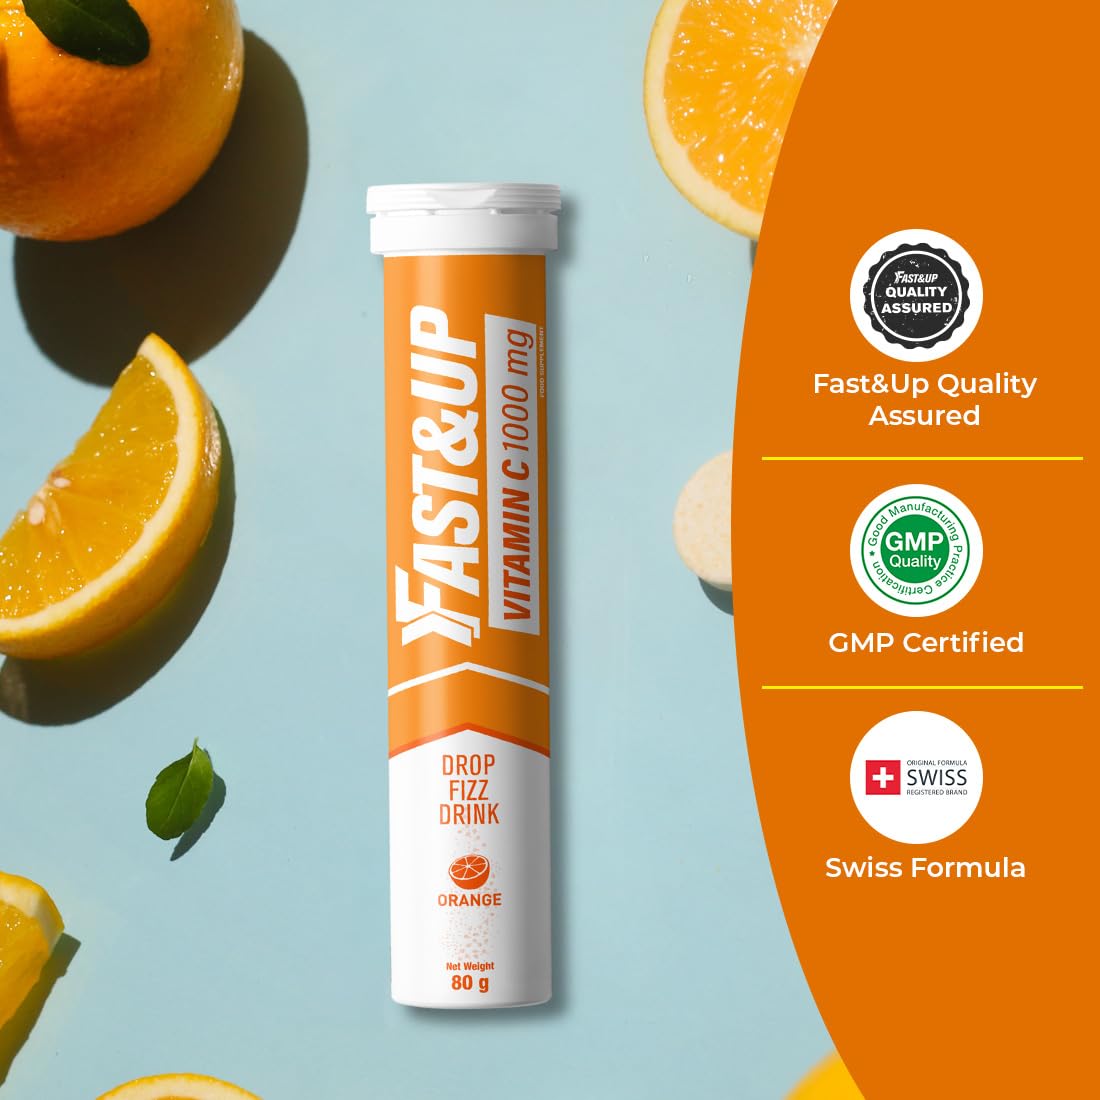 FAST&UP
VITAMIN C 1000 mg
FOOD SUPPLEMENT
DROP
FIZZ
DRINK
ORANGE
Net Weight
80 g
FAST&UP
QUALITY
ASSURED
Fast&Up Quality
Assured
Good Manufacturing Practice Certification
GMP
Quality
GMP Certified
ORIGINAL FORMULA
SWISS
REGISTERED BRAND
Swiss Formula